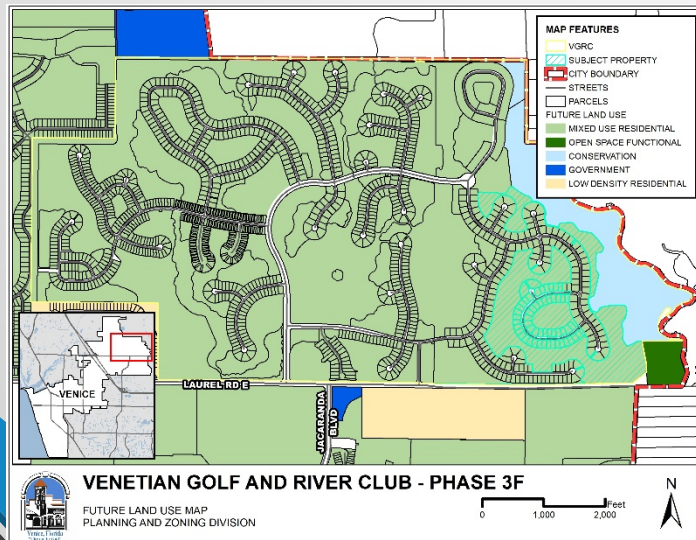 MAP FEATURES
VGRC
SUBJECT PROPERTY
CITY BOUNDARY
STREETS
PARCELS
FUTURE LAND USE
MIXED USE RESIDENTIAL
OPEN SPACE FUNCTIONAL
CONSERVATION
GOVERNMENT
LOW DENSITY RESIDENTIAL
VENICE
LAUREL RD E
JACARANDA
BLVD
VENETIAN GOLF AND RIVER CLUB - PHASE 3F
FUTURE LAND USE MAP
PLANNING AND ZONING DIVISION
Feet
0 1,000 2,000
N
Venice, Florida